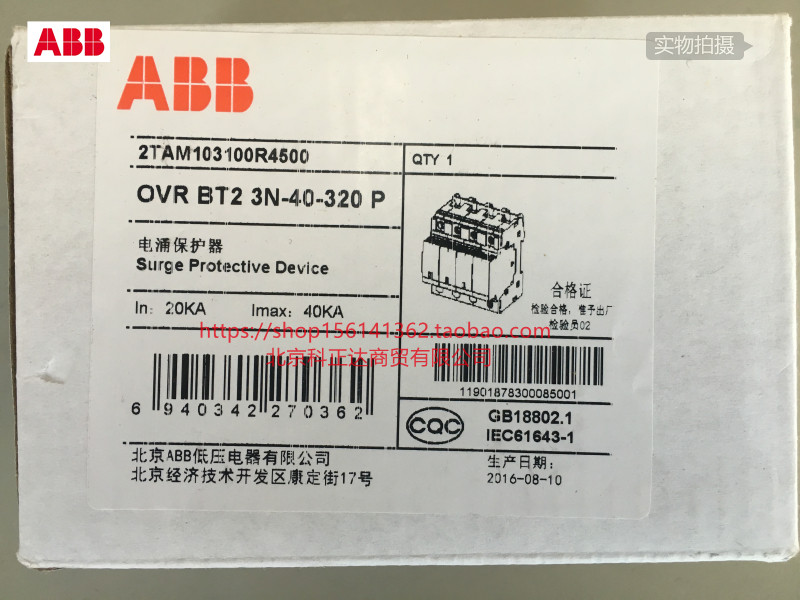 ABB
实物拍摄
ABB
2TAM103100R4500
QTY 1
OVR BT2 3N-40-320 P
电涌保护器
Surge Protective Device
In: 20KA Imax: 40KA
合格证
检验合格，准予出厂
检验员02
https://shop156141362.taobao.com
北京科正达商贸有限公司
6 940342 270362
11901878300085001
CQC
GB18802.1
IEC61643-1
北京ABB低压电器有限公司
北京经济技术开发区康定街17号
生产日期:
2016-08-10